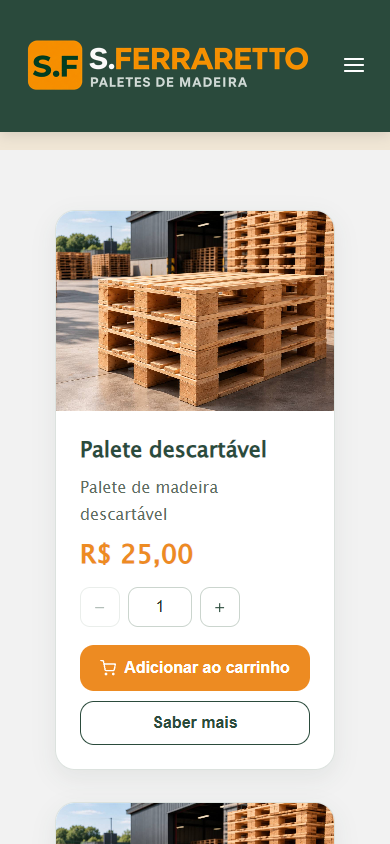 S.F
S.FERRARETTO
PALETES DE MADEIRA
Palete descartável
Palete de madeira
descartável
R$ 25,00
− 1 +
Adicionar ao carrinho
Saber mais